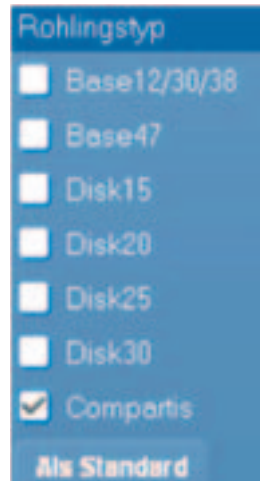 Rohlingstyp
Base12/30/38
Base47
Disk15
Disk20
Disk25
Disk30
Compartis
Als Standard